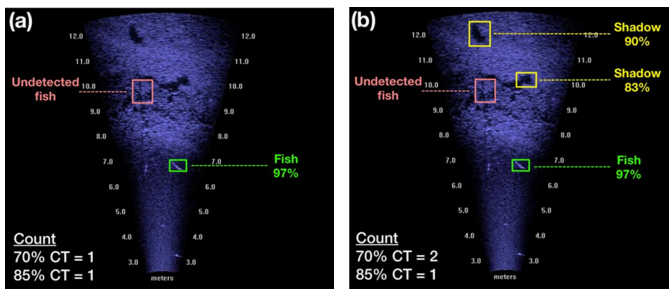 (a)
12.0
12.0
Undetected
fish
11.0
11.0
10.0
10.0
9.0
9.0
8.0
8.0
7.0
7.0
Fish
97%
6.0
6.0
5.0
5.0
4.0
4.0
3.0
3.0
meters
Count
70% CT = 1
85% CT = 1
(b)
12.0
12.0
Shadow
90%
11.0
11.0
Undetected
fish
10.0
10.0
Shadow
83%
9.0
9.0
8.0
8.0
7.0
7.0
Fish
97%
6.0
6.0
5.0
5.0
4.0
4.0
3.0
3.0
meters
Count
70% CT = 2
85% CT = 1